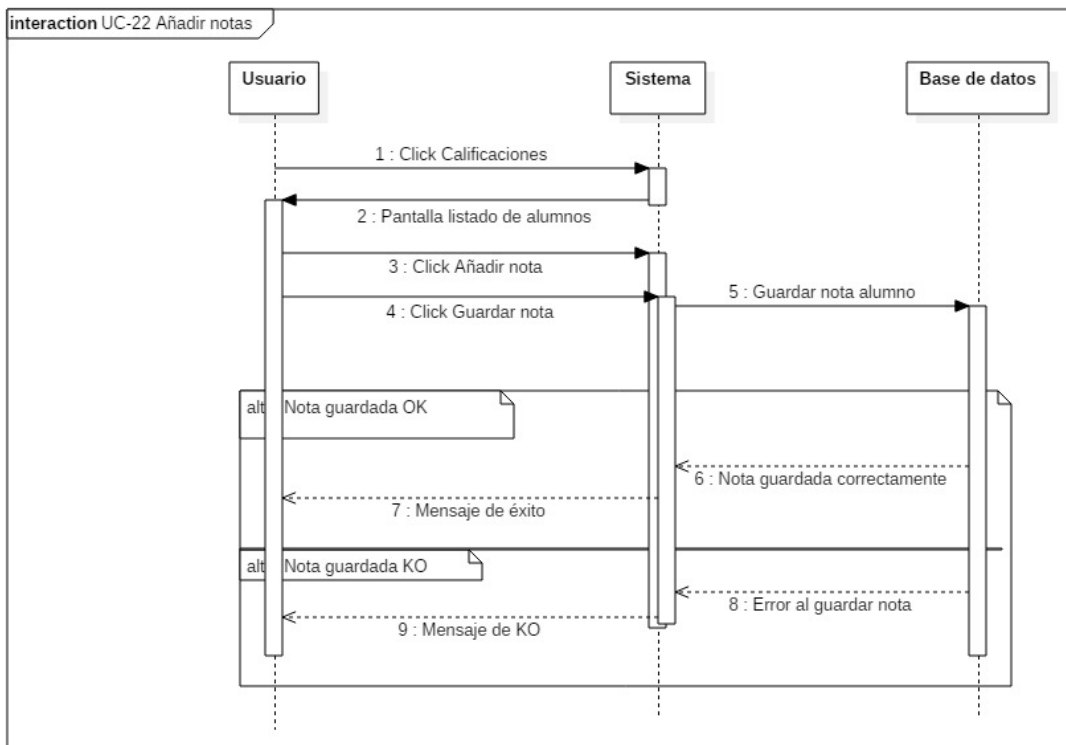 interaction UC-22 Añadir notas
Usuario
Sistema
Base de datos
1 : Click Calificaciones
2 : Pantalla listado de alumnos
3 : Click Añadir nota
4 : Click Guardar nota
5 : Guardar nota alumno
alt Nota guardada OK
6 : Nota guardada correctamente
7 : Mensaje de éxito
alt Nota guardada KO
8 : Error al guardar nota
9 : Mensaje de KO